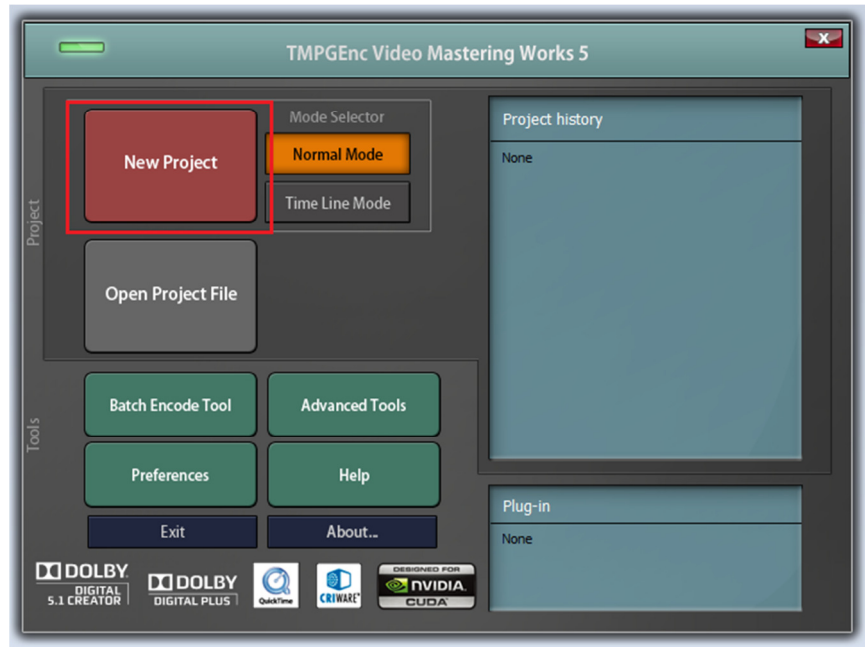 TMPGEnc Video Mastering Works 5
x
Project
New Project
Mode Selector
Normal Mode
Time Line Mode
Open Project File
Project history
None
Tools
Batch Encode Tool
Advanced Tools
Preferences
Help
Exit
About...
Plug-in
None
DOLBY
DIGITAL
5.1 CREATOR
DOLBY
DIGITAL PLUS
QuickTime
CRIWARE
DESIGNED FOR
NVIDIA.
CUDA